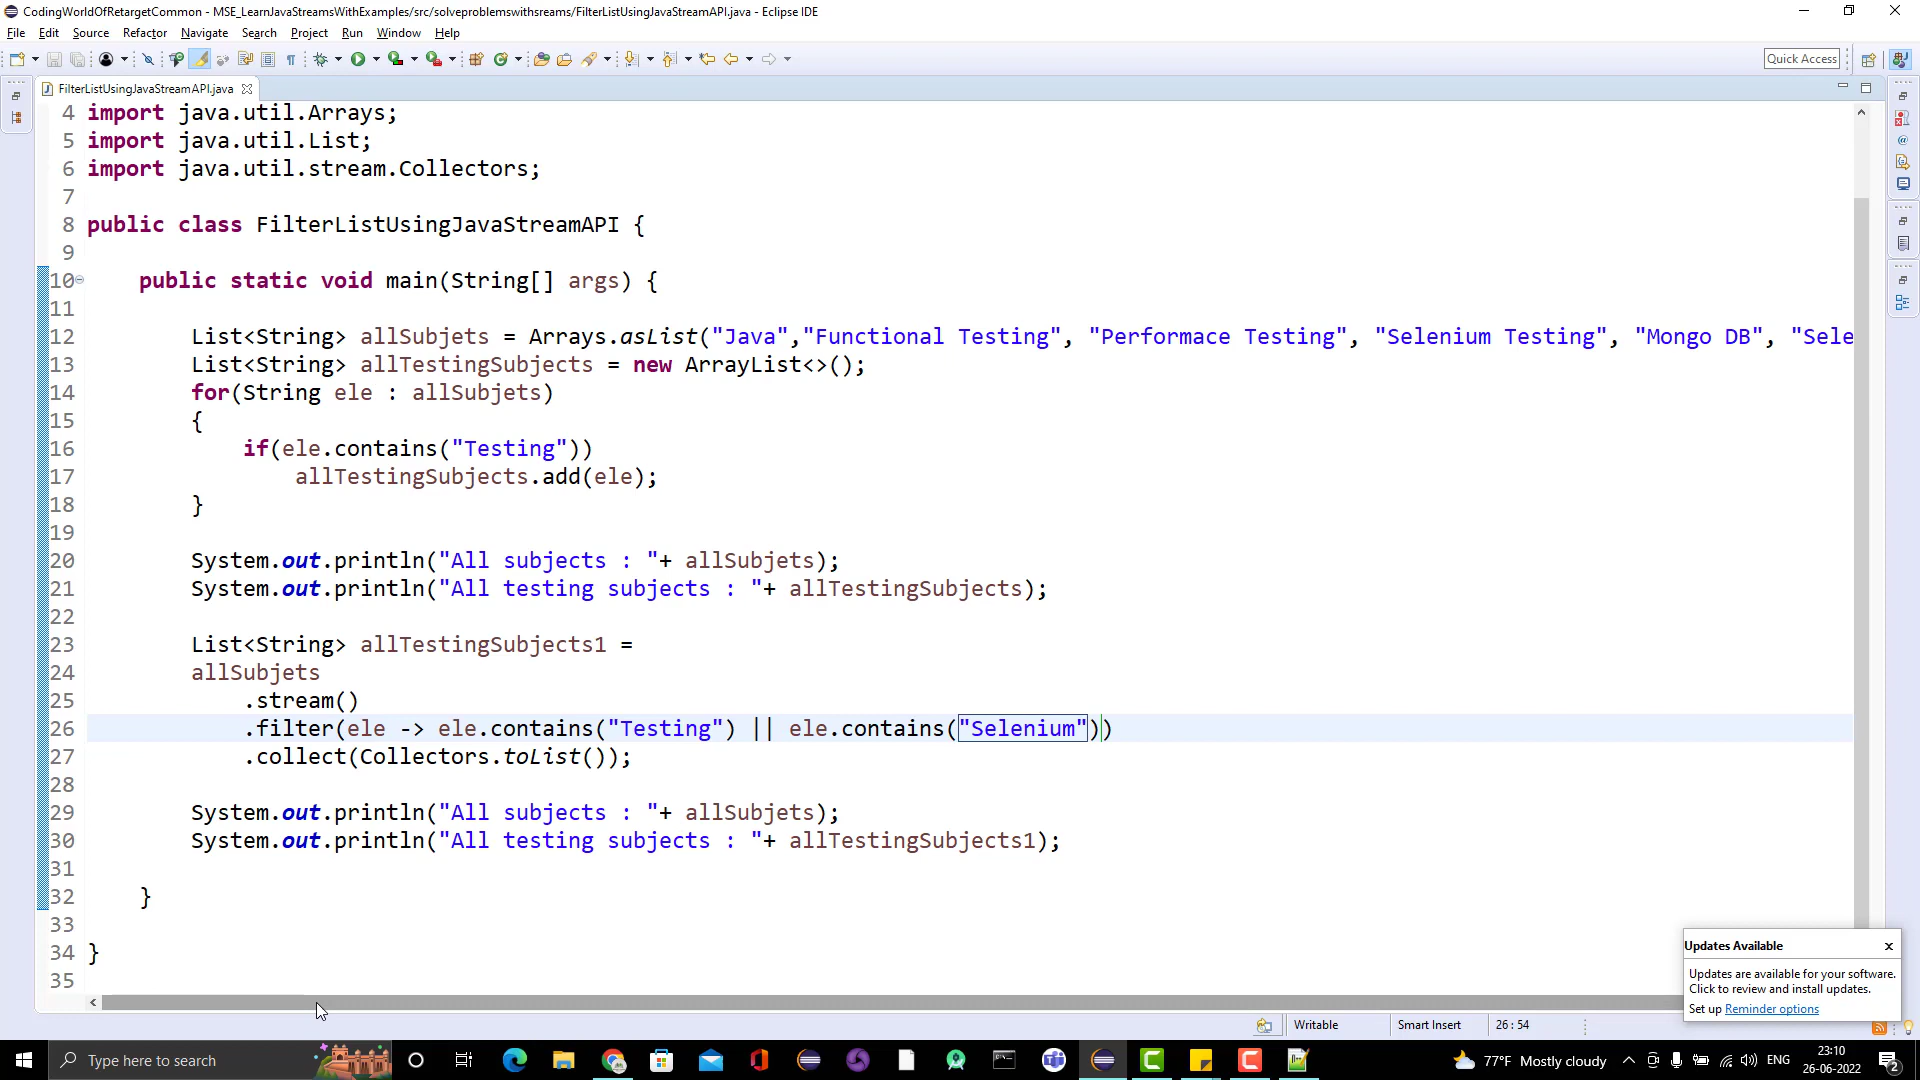 CodingWorldOfRetargetCommon - MSE_LearnJavaStreamsWithExamples/src/solveproblemswithsreams/FilterListUsingJavaStreamAPI.java - Eclipse IDE
File Edit Source Refactor Navigate Search Project Run Window Help
Quick Access
FilterListUsingJavaStreamAPI.java
4 import java.util.Arrays;
5 import java.util.List;
6 import java.util.stream.Collectors;
7
8 public class FilterListUsingJavaStreamAPI {
9
10 public static void main(String[] args) {
11
12 List<String> allSubjets = Arrays.asList("Java","Functional Testing", "Performace Testing", "Selenium Testing", "Mongo DB", "Sele
13 List<String> allTestingSubjects = new ArrayList<>();
14 for(String ele : allSubjets)
15 {
16 if(ele.contains("Testing"))
17 allTestingSubjects.add(ele);
18 }
19
20 System.out.println("All subjects : "+ allSubjets);
21 System.out.println("All testing subjects : "+ allTestingSubjects);
22
23 List<String> allTestingSubjects1 =
24 allSubjets
25 .stream()
26 .filter(ele -> ele.contains("Testing") || ele.contains("Selenium"))
27 .collect(Collectors.toList());
28
29 System.out.println("All subjects : "+ allSubjets);
30 System.out.println("All testing subjects : "+ allTestingSubjects1);
31
32 }
33
34 }
35
Updates Available
Updates are available for your software.
Click to review and install updates.
Set up Reminder options
Writable Smart Insert 26 : 54
Type here to search
77°F Mostly cloudy ENG 23:10
26-06-2022 2